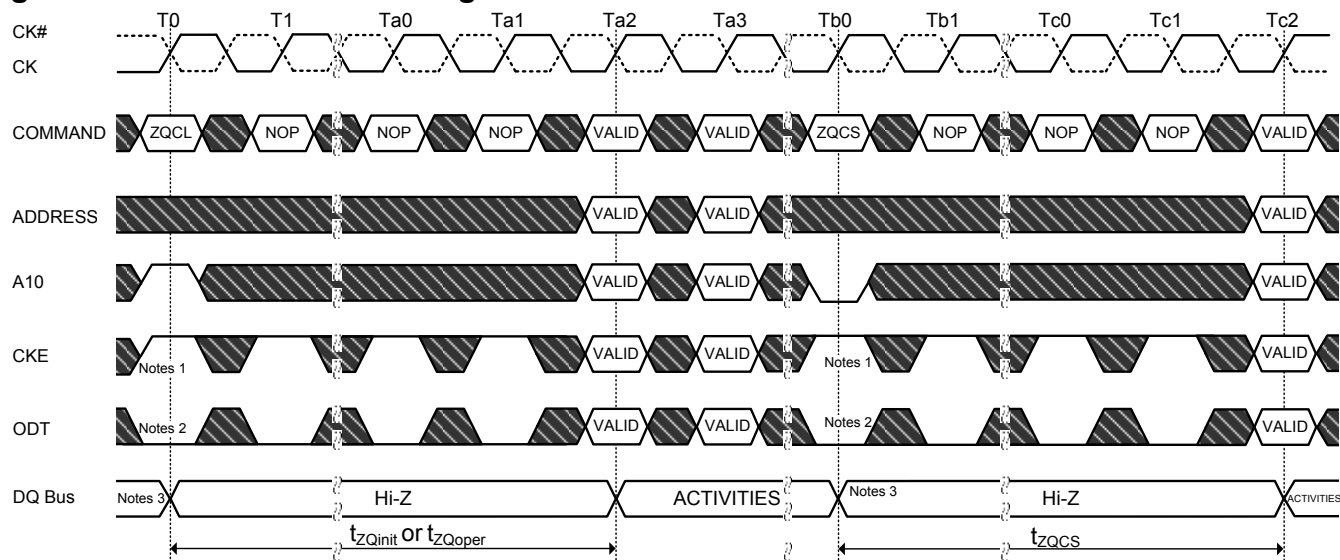 T0 T1 Ta0 Ta1 Ta2 Ta3 Tb0 Tb1 Tc0 Tc1 Tc2
CK#
CK
COMMAND ZQCL NOP NOP NOP VALID VALID ZQCS NOP NOP NOP VALID
ADDRESS VALID VALID VALID
A10 VALID VALID VALID
CKE Notes 1 VALID VALID Notes 1 VALID
ODT Notes 2 VALID VALID Notes 2 VALID
DQ Bus Notes 3 Hi-Z ACTIVITIES Notes 3 Hi-Z ACTIVITIES
tZQinit or tZQoper tZQCS